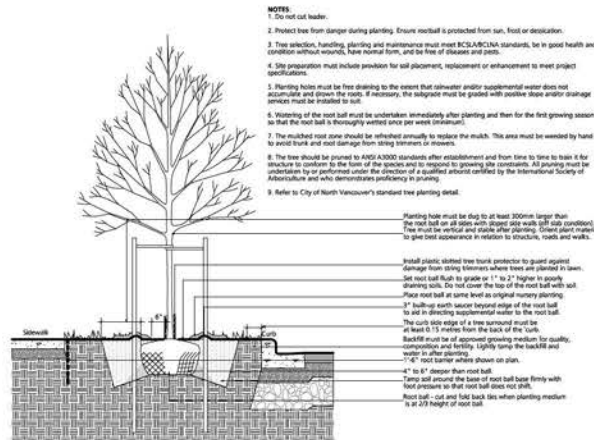 NOTES:
1. Do not cut leader.
2. Protect tree from danger during planting. Ensure rootball is protected from sun, frost or desiccation.
3. Tree selection, handling, planting and maintenance must meet BCSLA/BCLNA standards, be in good health and
condition without wounds, have normal form, and be free of diseases and pests.
4. Site preparation must include provision for soil placement, replacement or enhancement to meet project
specifications.
5. Planting holes must be free draining to the extent that rainwater and/or supplemental water does not
accumulate and drown the roots. If necessary, the subgrade must be graded with positive slope and/or drainage
services must be installed to suit.
6. Watering of the root ball must be undertaken immediately after planting and then for the first growing season
so that the root ball is thoroughly wetted once per week (minimum).
7. The mulched root zone should be refreshed annually to replace the mulch. This area must be weeded by hand
to avoid trunk and root damage from string trimmers or mowers.
8. The tree should be pruned to ANSI A3000 standards after establishment and from time to time to train it for
structure to conform to the form of the species and to respond to growing site constraints. All pruning must be
undertaken by or performed under the direction of a qualified arborist certified by the International Society of
Arboriculture and who demonstrates proficiency in pruning.
9. Refer to City of North Vancouver's standard tree planting detail.
Planting hole must be dug to at least 300mm larger than
the root ball on all sides with sloped side walls (off slab condition).
Tree must be vertical and stable after planting. Orient plant material
to give best appearance in relation to structure, roads and walks.
Install plastic slotted tree trunk protector to guard against
damage from string trimmers where trees are planted in lawn.
Set root ball flush to grade or 1" to 2" higher in poorly
draining soils. Do not cover the top of the root ball with soil.
Place root ball at same level as original nursery planting.
3" built-up earth saucer beyond edge of the root ball
to aid in directing supplemental water to the root ball.
The curb side edge of a tree surround must be
at least 0.15 metres from the back of the curb.
Backfill must be of approved growing medium for quality,
composition and fertility. Lightly tamp the backfill and
water in after planting.
1'-6" root barrier where shown on plan.
4" to 6" deeper than root ball.
Tamp soil around the base of root ball base firmly with
foot pressure so that root ball does not shift.
Root ball - cut and fold back ties when planting medium
is at 2/3 height of root ball.
6"
Sidewalk
Curb